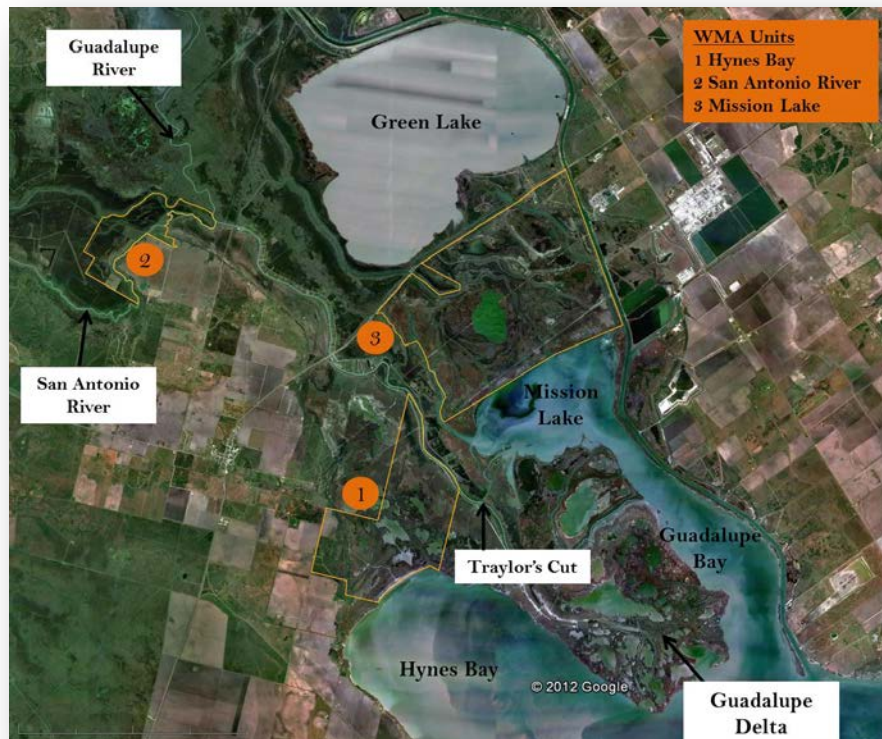 Guadalupe
River
WMA Units
1 Hynes Bay
2 San Antonio River
3 Mission Lake
Green Lake
2
3
San Antonio
River
Mission
Lake
1
Guadalupe
Bay
Traylor's Cut
Hynes Bay
© 2012 Google
Guadalupe
Delta